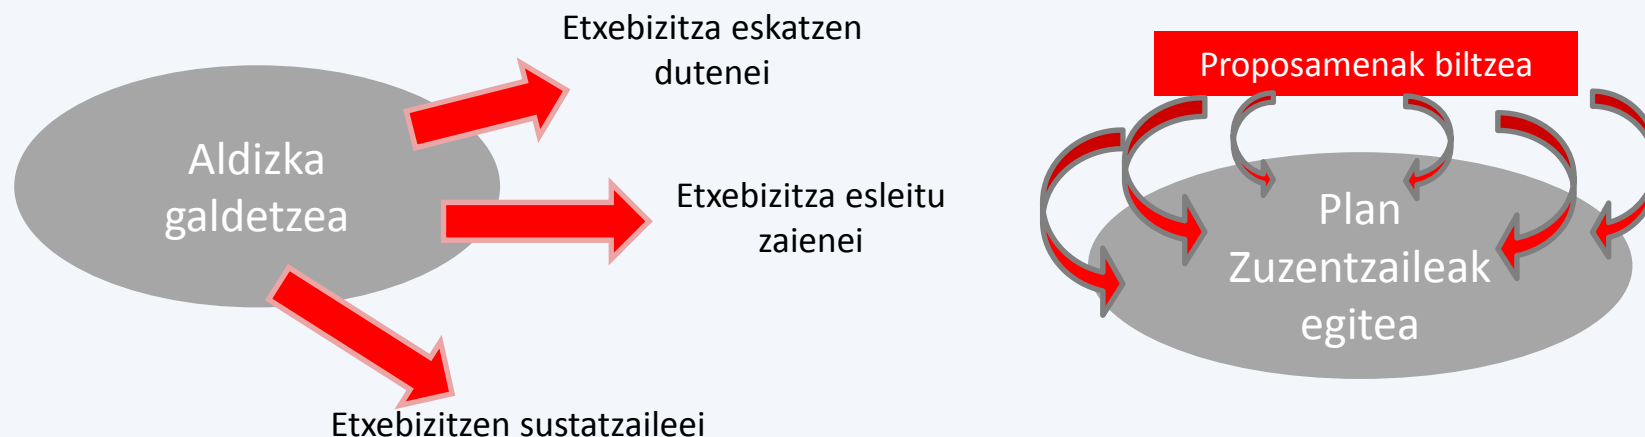 Aldizka
galdetzea
Etxebizitza eskatzen
dutenei
Etxebizitza esleitu
zaienei
Etxebizitzen sustatzaileei
Proposamenak biltzea
Plan
Zuzentzaileak
egitea